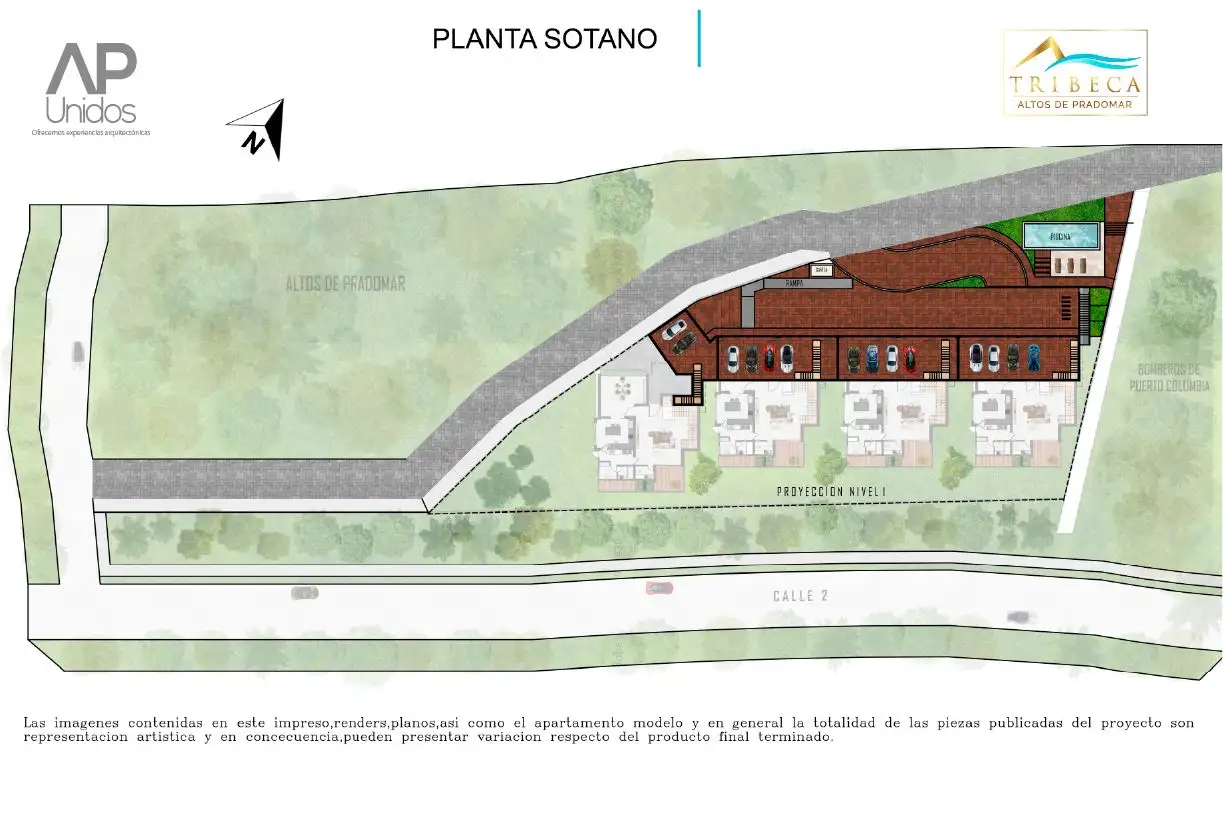 PLANTA SOTANO
AP
Unidos
Ofrecemos experiencias arquitectónicas
TRIBECA
ALTOS DE PRADOMAR
N
PISCINA
ALTOS DE PRADOMAR
RAMPA
BOMBEROS DE
PUERTO COLOMBIA
PROYECCION NIVEL 1
CALLE 2
Las imagenes contenidas en este impreso,renders,planos,asi como el apartamento modelo y en general la totalidad de las piezas publicadas del proyecto son
representacion artistica y en concecuencia,pueden presentar variacion respecto del producto final terminado.